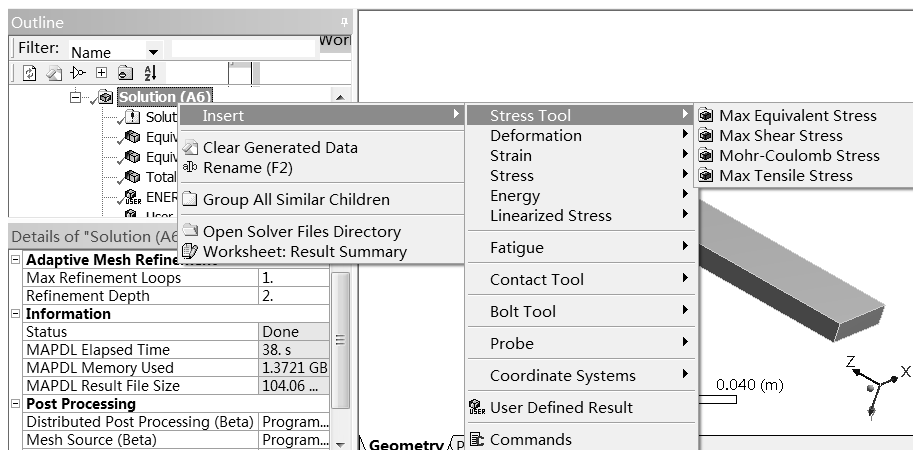 Outline
Filter: Name
Wor
Solution (A6)
Solut
Equiv
Equiv
Total
ENER
User
Insert
Clear Generated Data
Rename (F2)
Group All Similar Children
Open Solver Files Directory
Worksheet: Result Summary
Stress Tool
Deformation
Strain
Stress
Energy
Linearized Stress
Fatigue
Contact Tool
Bolt Tool
Probe
Coordinate Systems
User Defined Result
Commands
Max Equivalent Stress
Max Shear Stress
Mohr-Coulomb Stress
Max Tensile Stress
Details of "Solution (A6
Adaptive Mesh Refinement
Max Refinement Loops 1.
Refinement Depth 2.
Information
Status Done
MAPDL Elapsed Time 38. s
MAPDL Memory Used 1.3721 GB
MAPDL Result File Size 104.06 ...
Post Processing
Distributed Post Processing (Beta) Program...
Mesh Source (Beta) Program...
Geometry P
0.040 (m)
Z
X